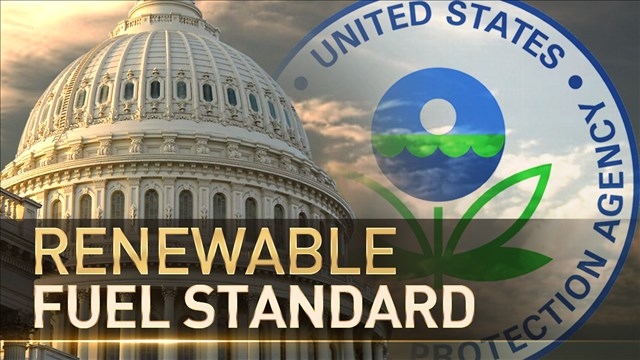 UNITED STATES
PROTECTION AGENCY
RENEWABLE
FUEL STANDARD